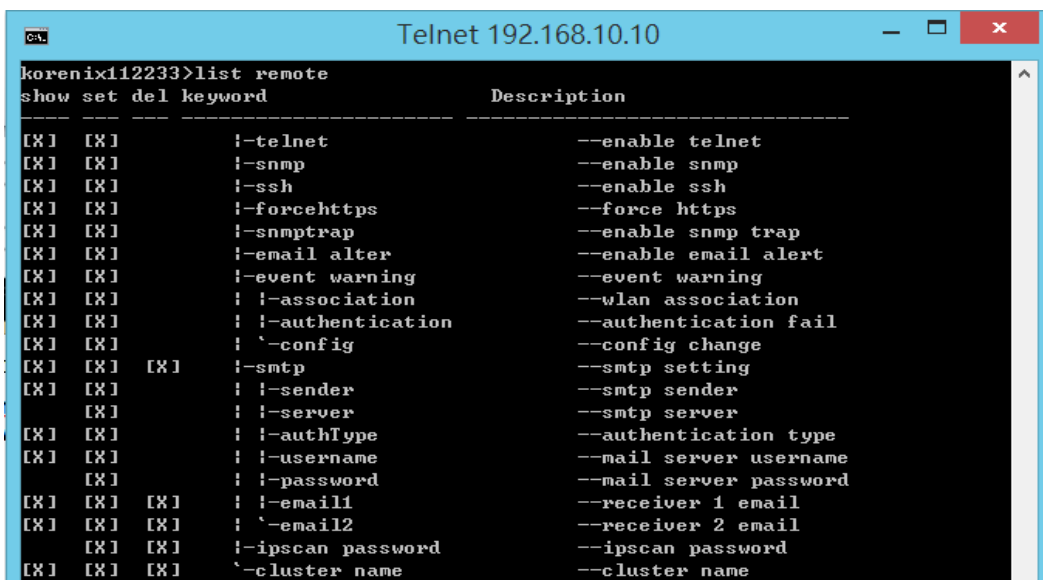 Telnet 192.168.10.10
korenix112233>list remote
show set del keyword Description
---- --- --- --------------------- ------------------------------
[X] [X] |-telnet --enable telnet
[X] [X] |-snmp --enable snmp
[X] [X] |-ssh --enable ssh
[X] [X] |-forcehttps --force https
[X] [X] |-snmptrap --enable snmp trap
[X] [X] |-email alter --enable email alert
[X] [X] |-event warning --event warning
[X] [X] | |-association --wlan association
[X] [X] | |-authentication --authentication fail
[X] [X] | `-config --config change
[X] [X] [X] |-smtp --smtp setting
[X] [X] | |-sender --smtp sender
[X] | |-server --smtp server
[X] [X] | |-authType --authentication type
[X] [X] | |-username --mail server username
[X] | |-password --mail server password
[X] [X] [X] | |-email1 --receiver 1 email
[X] [X] [X] | `-email2 --receiver 2 email
[X] [X] |-ipscan password --ipscan password
[X] [X] [X] `-cluster name --cluster name